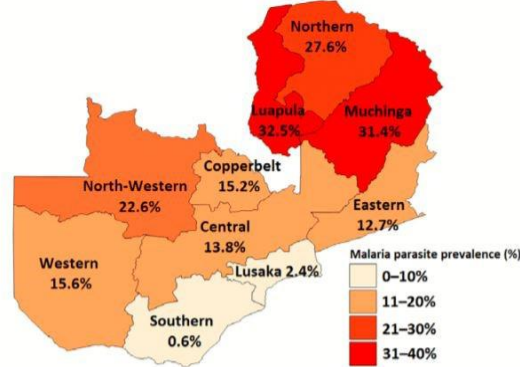 Northern
27.6%
Luapula
32.5%
Muchinga
31.4%
Copperbelt
15.2%
North-Western
22.6%
Eastern
12.7%
Central
13.8%
Western
15.6%
Lusaka 2.4%
Southern
0.6%
Malaria parasite prevalence (%)
0–10%
11–20%
21–30%
31–40%